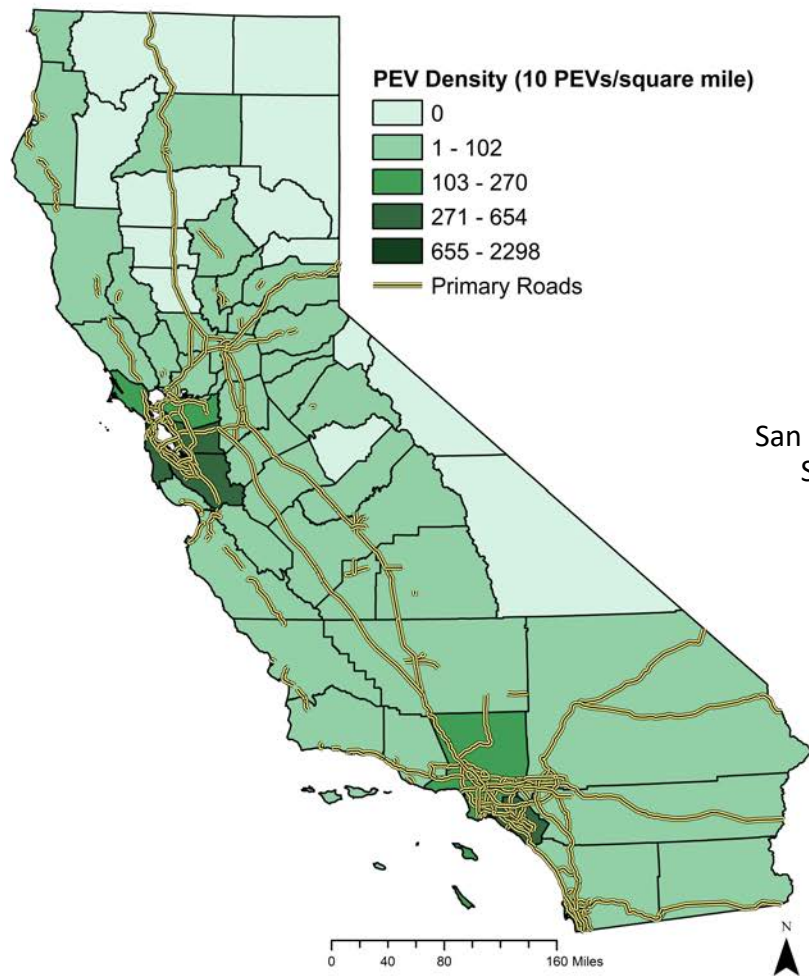 PEV Density (10 PEVs/square mile)
0
1 - 102
103 - 270
271 - 654
655 - 2298
Primary Roads
San
S
0 40 80 160 Miles
N